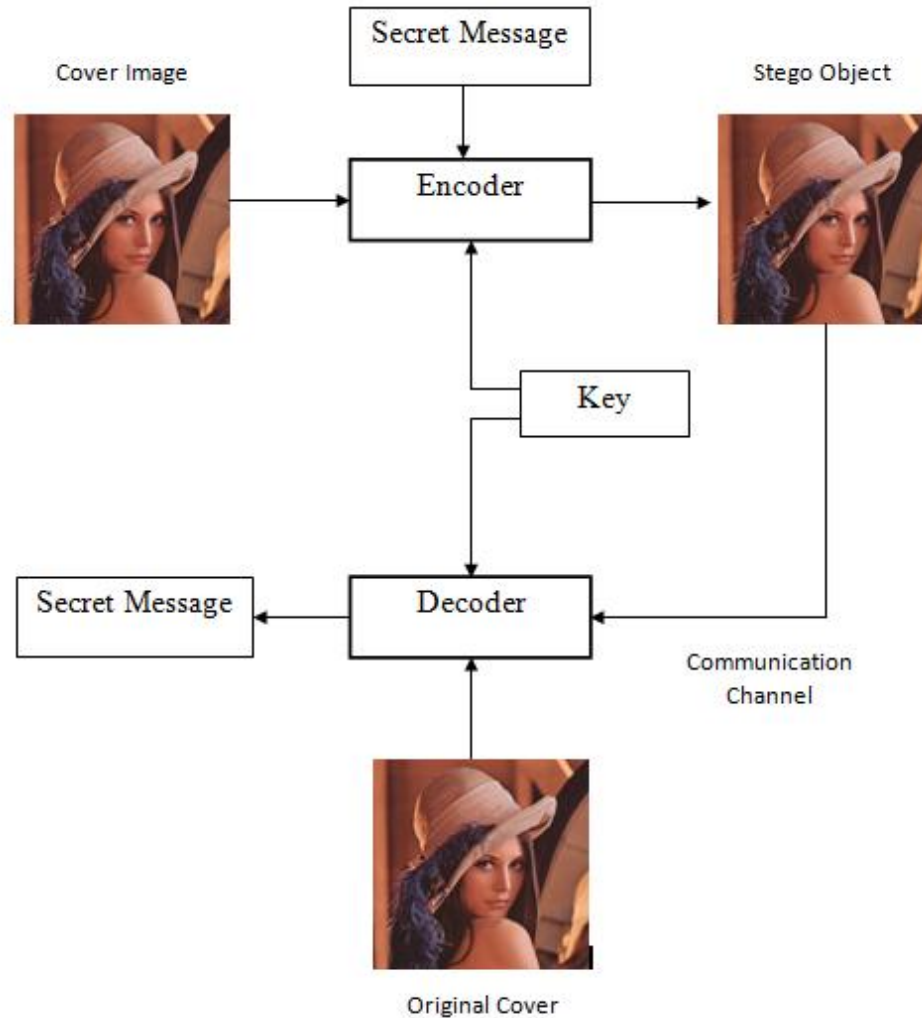 Secret Message
Cover Image
Stego Object
Encoder
Key
Secret Message
Decoder
Communication
Channel
Original Cover